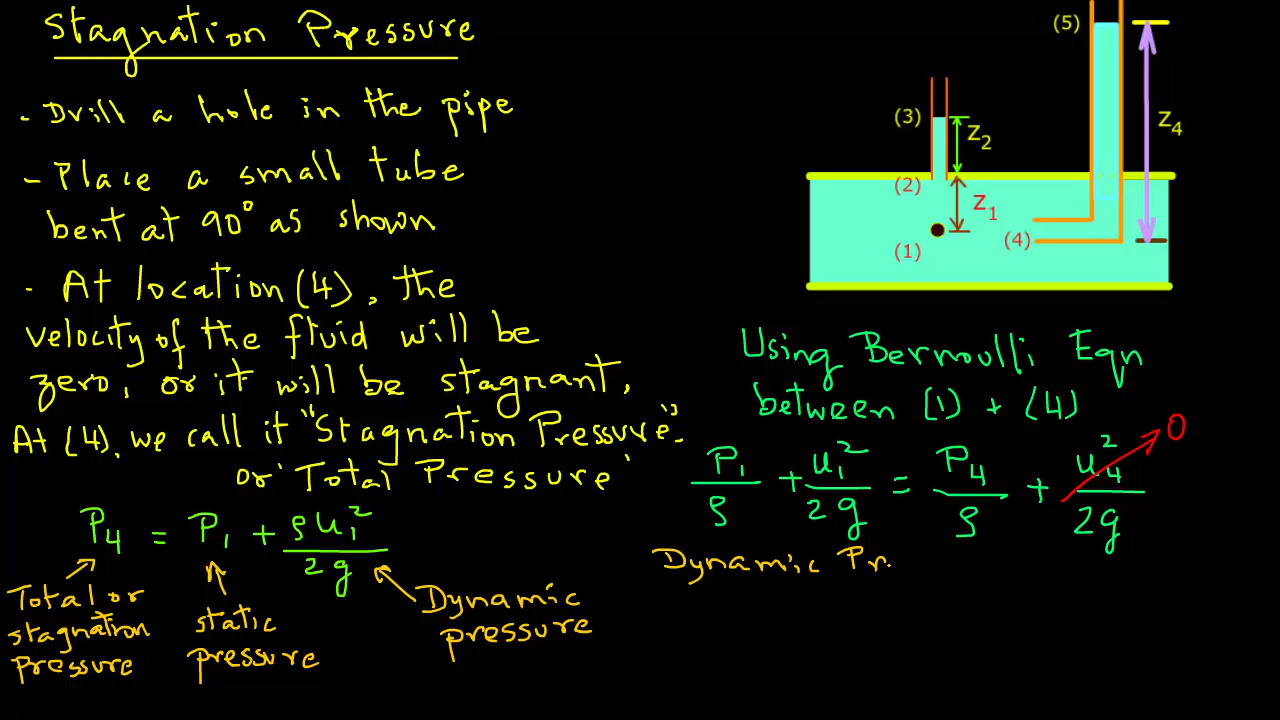 Stagnation Pressure
- Drill a hole in the pipe
- Place a small tube
bent at 90° as shown
- At location (4), the
velocity of the fluid will be
zero, or it will be stagnant.
At (4), we call it "Stagnation Pressure"
or "Total Pressure"
P₄ = P₁ + ρu₁²/2g
Total or
stagnation
pressure
static
pressure
Dynamic
pressure
(5)
(3)
z₂
z₄
(2)
z₁
(4)
(1)
Using Bernoulli Eqn
between (1) + (4)
P₁/ρ + u₁²/2g = P₄/ρ + u₄²/2g
0
Dynamic Pr